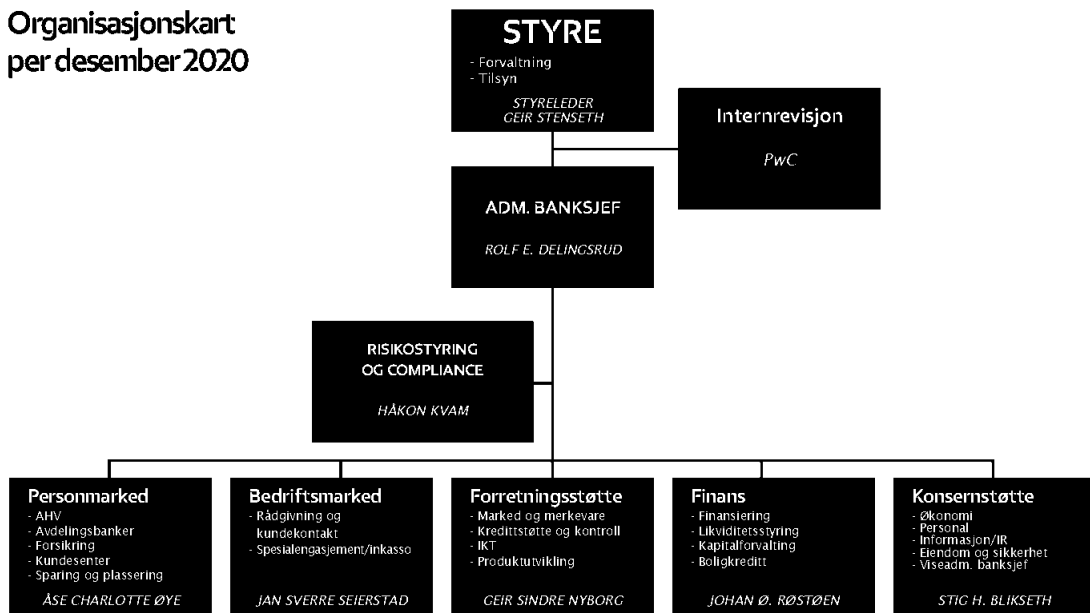 Organisasjonskart
per desember 2020
STYRE
- Forvaltning
- Tilsyn
STYRELEDER
GEIR STENSETH
Internrevisjon
PwC
ADM. BANKSJEF
ROLF E. DELINGSRUD
RISIKOSTYRING
OG COMPLIANCE
HÅKON KVAM
Personmarked
- AHV
- Avdelingsbanker
- Forsikring
- Kundesenter
- Sparing og plassering
ÅSE CHARLOTTE ØYE
Bedriftsmarked
- Rådgivning og
kundekontakt
- Spesialengasjement/inkasso
JAN SVERRE SEIERSTAD
Forretningsstøtte
- Marked og merkevare
- Kredittstøtte og kontroll
- IKT
- Produktutvikling
GEIR SINDRE NYBORG
Finans
- Finansiering
- Likviditetsstyring
- Kapitalforvalting
- Boligkreditt
JOHAN Ø. RØSTØEN
Konsernstøtte
- Økonomi
- Personal
- Informasjon/IR
- Eiendom og sikkerhet
- Viseadm. banksjef
STIG H. BLIKSETH